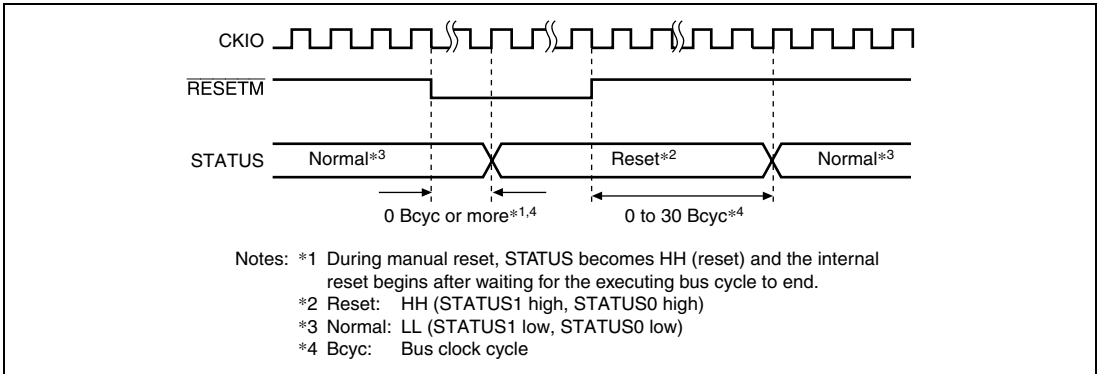 CKIO
RESETM
STATUS Normal*3 Reset*2 Normal*3
0 Bcyc or more*1,4 0 to 30 Bcyc*4
Notes: *1 During manual reset, STATUS becomes HH (reset) and the internal
reset begins after waiting for the executing bus cycle to end.
*2 Reset: HH (STATUS1 high, STATUS0 high)
*3 Normal: LL (STATUS1 low, STATUS0 low)
*4 Bcyc: Bus clock cycle